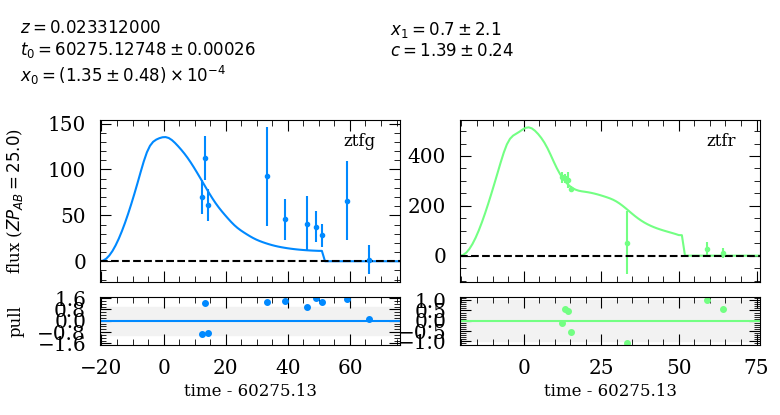 z = 0.023312000
t₀ = 60275.12748 ± 0.00026
x₀ = (1.35 ± 0.48) × 10⁻⁴
x₁ = 0.7 ± 2.1
c = 1.39 ± 0.24
flux (ZP_AB = 25.0)
150
100
50
0
ztfg
400
200
0
ztfr
pull
1.6
0.8
0.0
−0.8
−1.6
1.0
0.5
0.0
−0.5
−1.0
−20 0 20 40 60
0 25 50 75
time - 60275.13
time - 60275.13